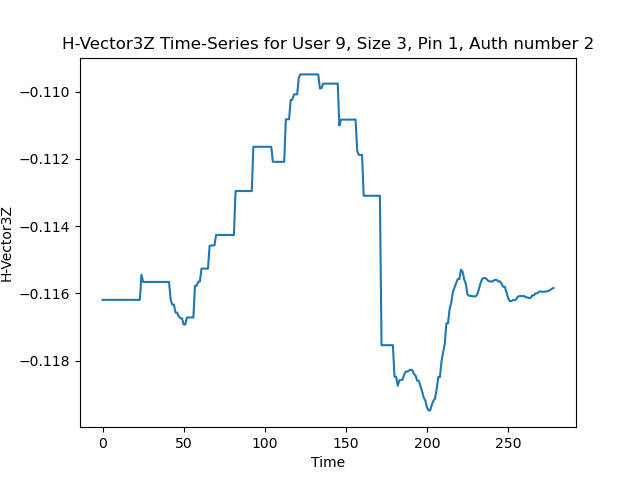 H-Vector3Z Time-Series for User 9, Size 3, Pin 1, Auth number 2
H-Vector3Z
−0.110
−0.112
−0.114
−0.116
−0.118
0 50 100 150 200 250
Time